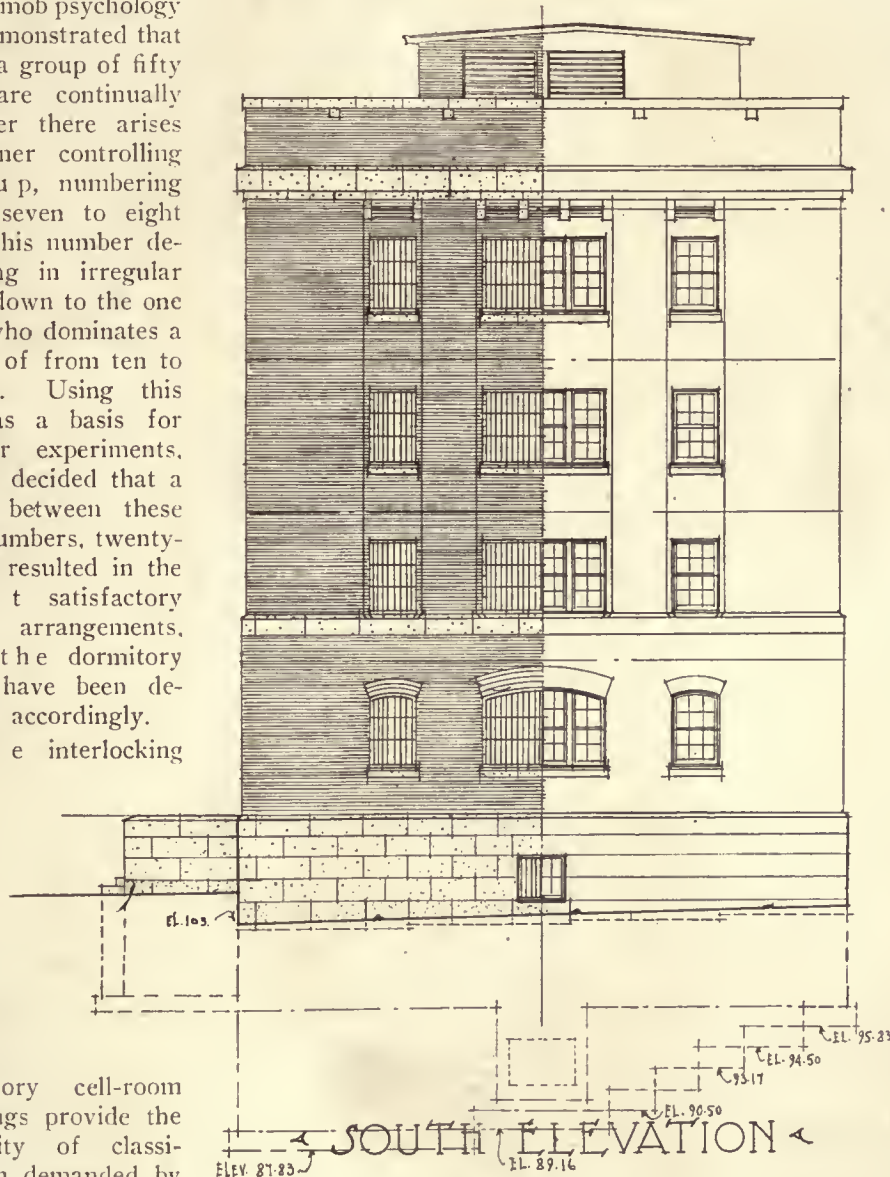 mob psychology
monstrated that
a group of fifty
are continually
er there arises
ner controlling
u p, numbering
seven to eight
his number de-
ng in irregular
down to the one
who dominates a
of from ten to
. Using this
as a basis for
r experiments,
decided that a
between these
umbers, twenty-
resulted in the
t satisfactory
arrangements,
t h e dormitory
have been de-
accordingly.
e interlocking
EL. 103.
ory cell-room
ngs provide the
ity of classi-
n demanded by
EL. 95.83
EL. 94.50
93.17
EL. 90.50
SOUTH ELEVATION
ELEV. 87.83
EL. 89.16